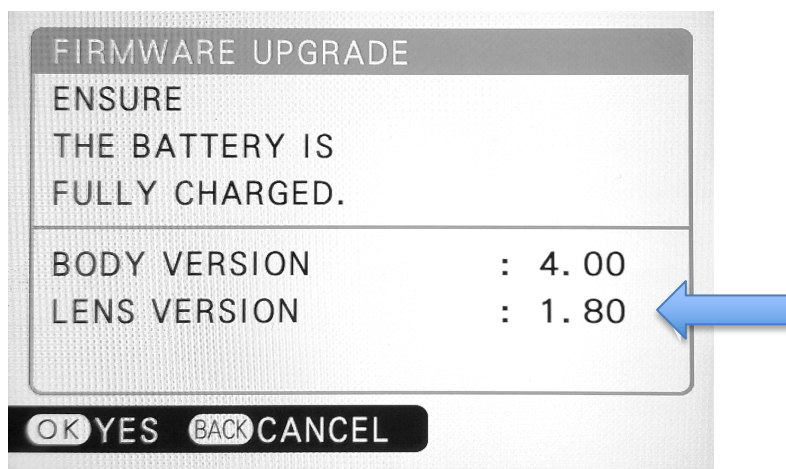 FIRMWARE UPGRADE
ENSURE
THE BATTERY IS
FULLY CHARGED.
BODY VERSION : 4.00
LENS VERSION : 1.80
OK YES BACK CANCEL